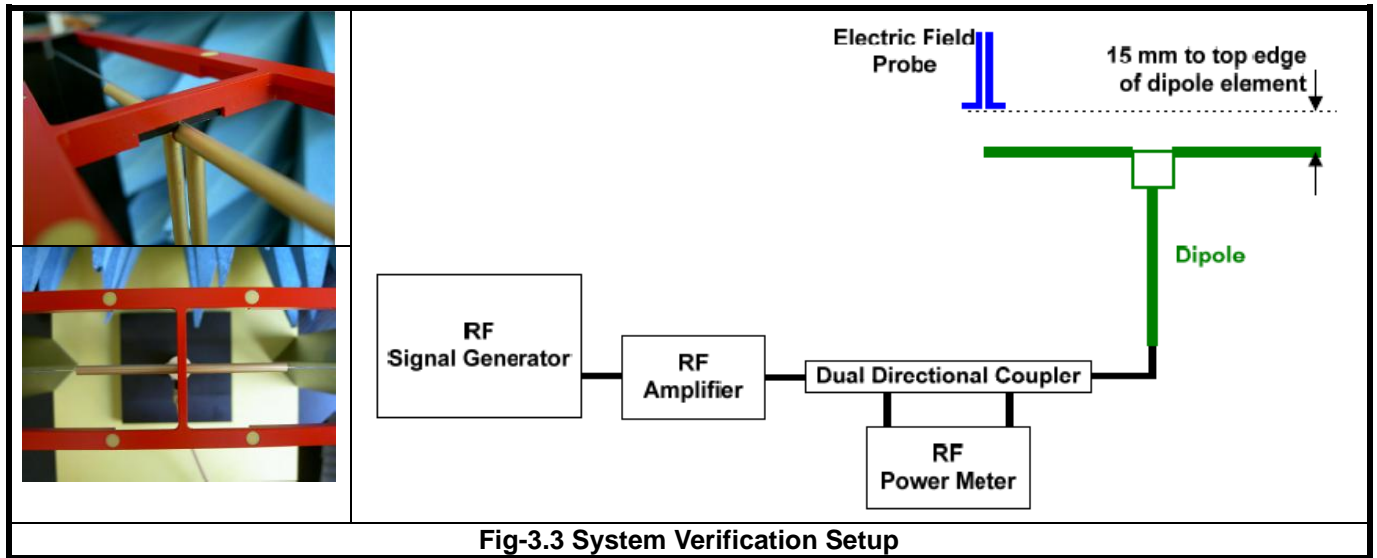 Electric Field
Probe
15 mm to top edge
of dipole element
Dipole
RF
Signal Generator
RF
Amplifier
Dual Directional Coupler
RF
Power Meter
Fig-3.3 System Verification Setup